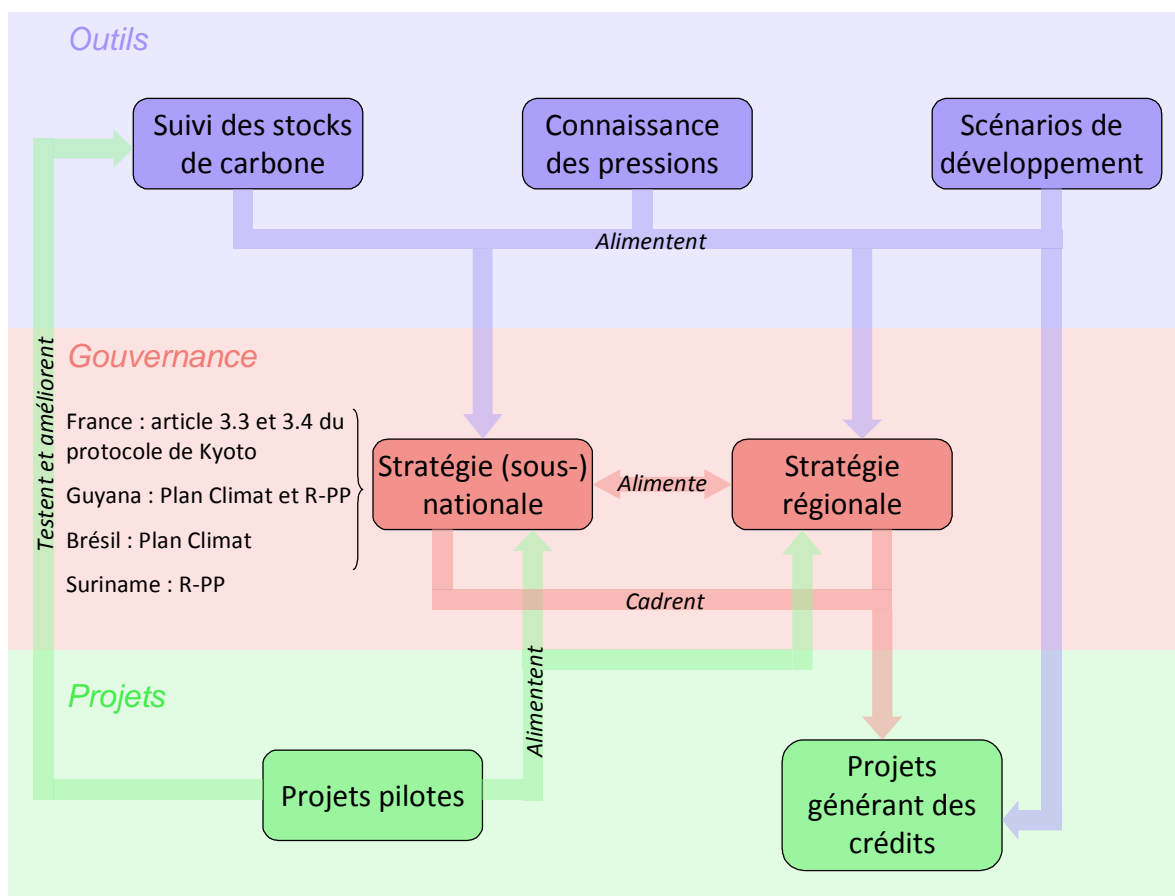 Outils
Suivi des stocks
de carbone
Connaissance
des pressions
Scénarios de
développement
Alimentent
Testent et améliorent
Gouvernance
France : article 3.3 et 3.4 du
protocole de Kyoto
Guyana : Plan Climat et R-PP
Brésil : Plan Climat
Suriname : R-PP
Stratégie (sous-)
nationale
Alimente
Stratégie
régionale
Cadrent
Alimentent
Projets
Projets pilotes
Projets
générant des
crédits